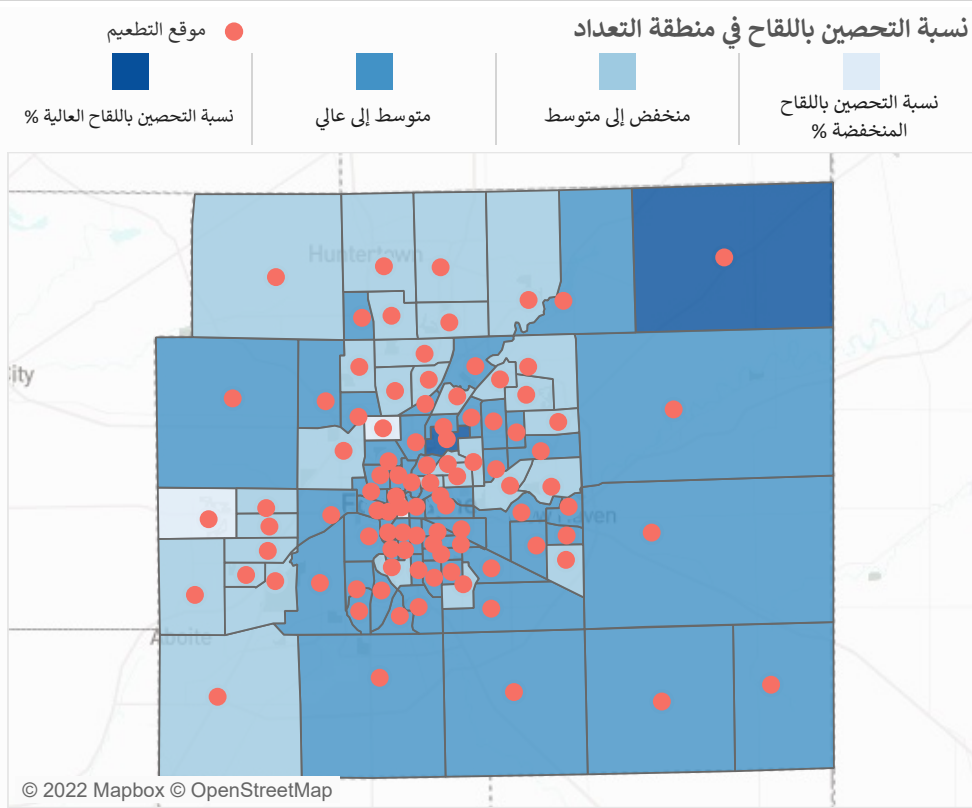 نسبة التحصين باللقاح في منطقة التعداد
موقع التطعيم
نسبة التحصين باللقاح
المنخفضة %
منخفض إلى متوسط
متوسط إلى عالي
نسبة التحصين باللقاح العالية %
Huntertown
ity
Aboite
© 2022 Mapbox © OpenStreetMap